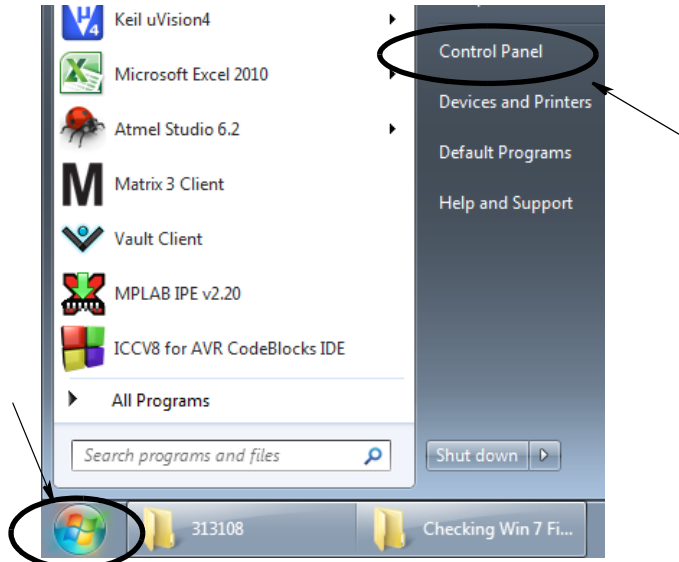 Keil uVision4
Microsoft Excel 2010
Atmel Studio 6.2
Matrix 3 Client
Vault Client
MPLAB IPE v2.20
ICCV8 for AVR CodeBlocks IDE
All Programs
Search programs and files
Control Panel
Devices and Printers
Default Programs
Help and Support
Shut down
313108
Checking Win 7 Fi...